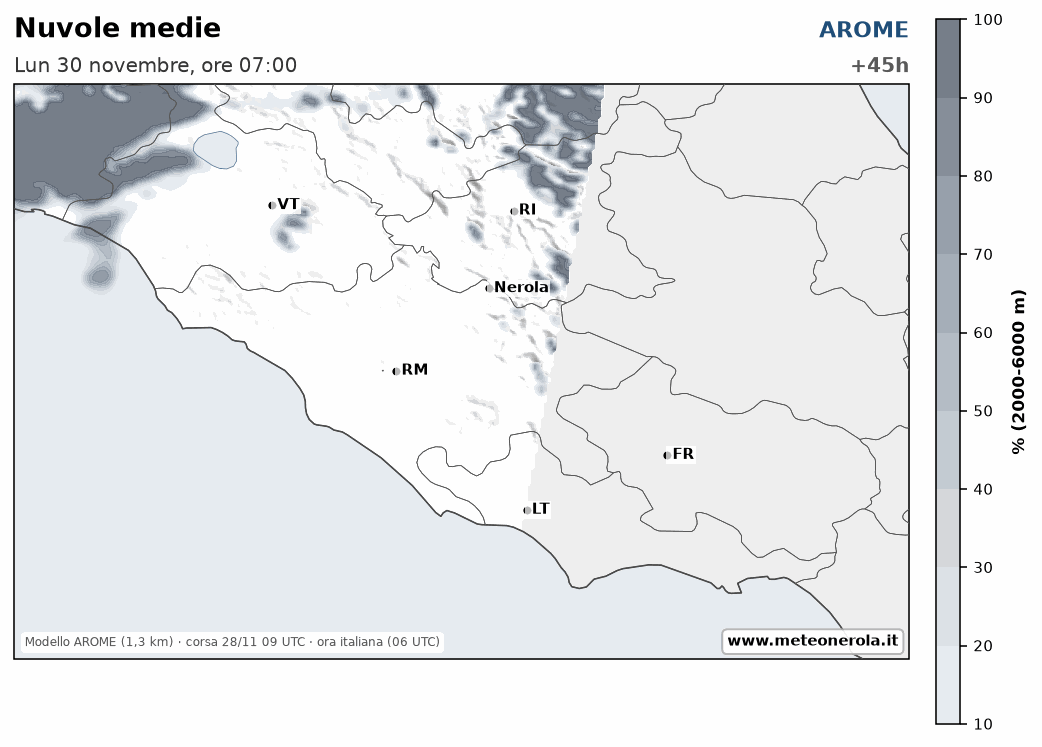 Nuvole medie
AROME
Lun 30 novembre, ore 07:00
+45h
VT
RI
Nerola
RM
FR
LT
Modello AROME (1,3 km) · corsa 28/11 09 UTC · ora italiana (06 UTC)
www.meteonerola.it
100
90
80
70
60
50
40
30
20
10
% (2000-6000 m)